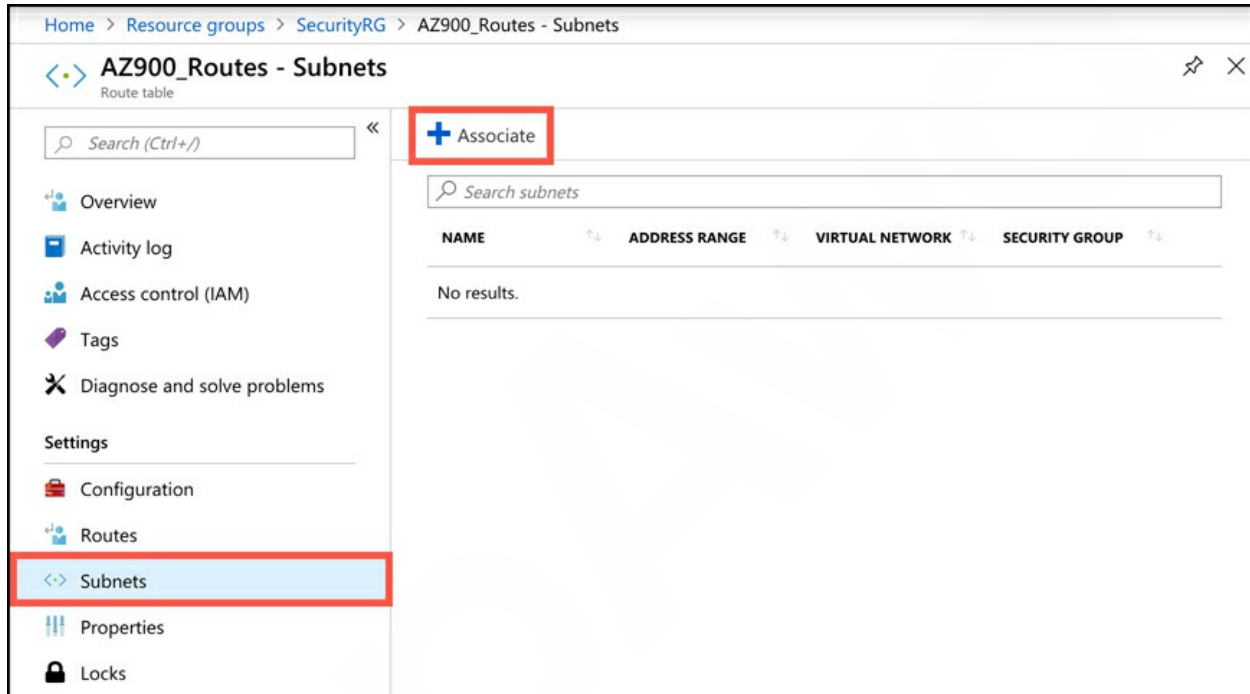 Home > Resource groups > SecurityRG > AZ900_Routes - Subnets
AZ900_Routes - Subnets
Route table
Search (Ctrl+/)
Overview
Activity log
Access control (IAM)
Tags
Diagnose and solve problems
Settings
Configuration
Routes
Subnets
Properties
Locks
Associate
Search subnets
NAME ADDRESS RANGE VIRTUAL NETWORK SECURITY GROUP
No results.